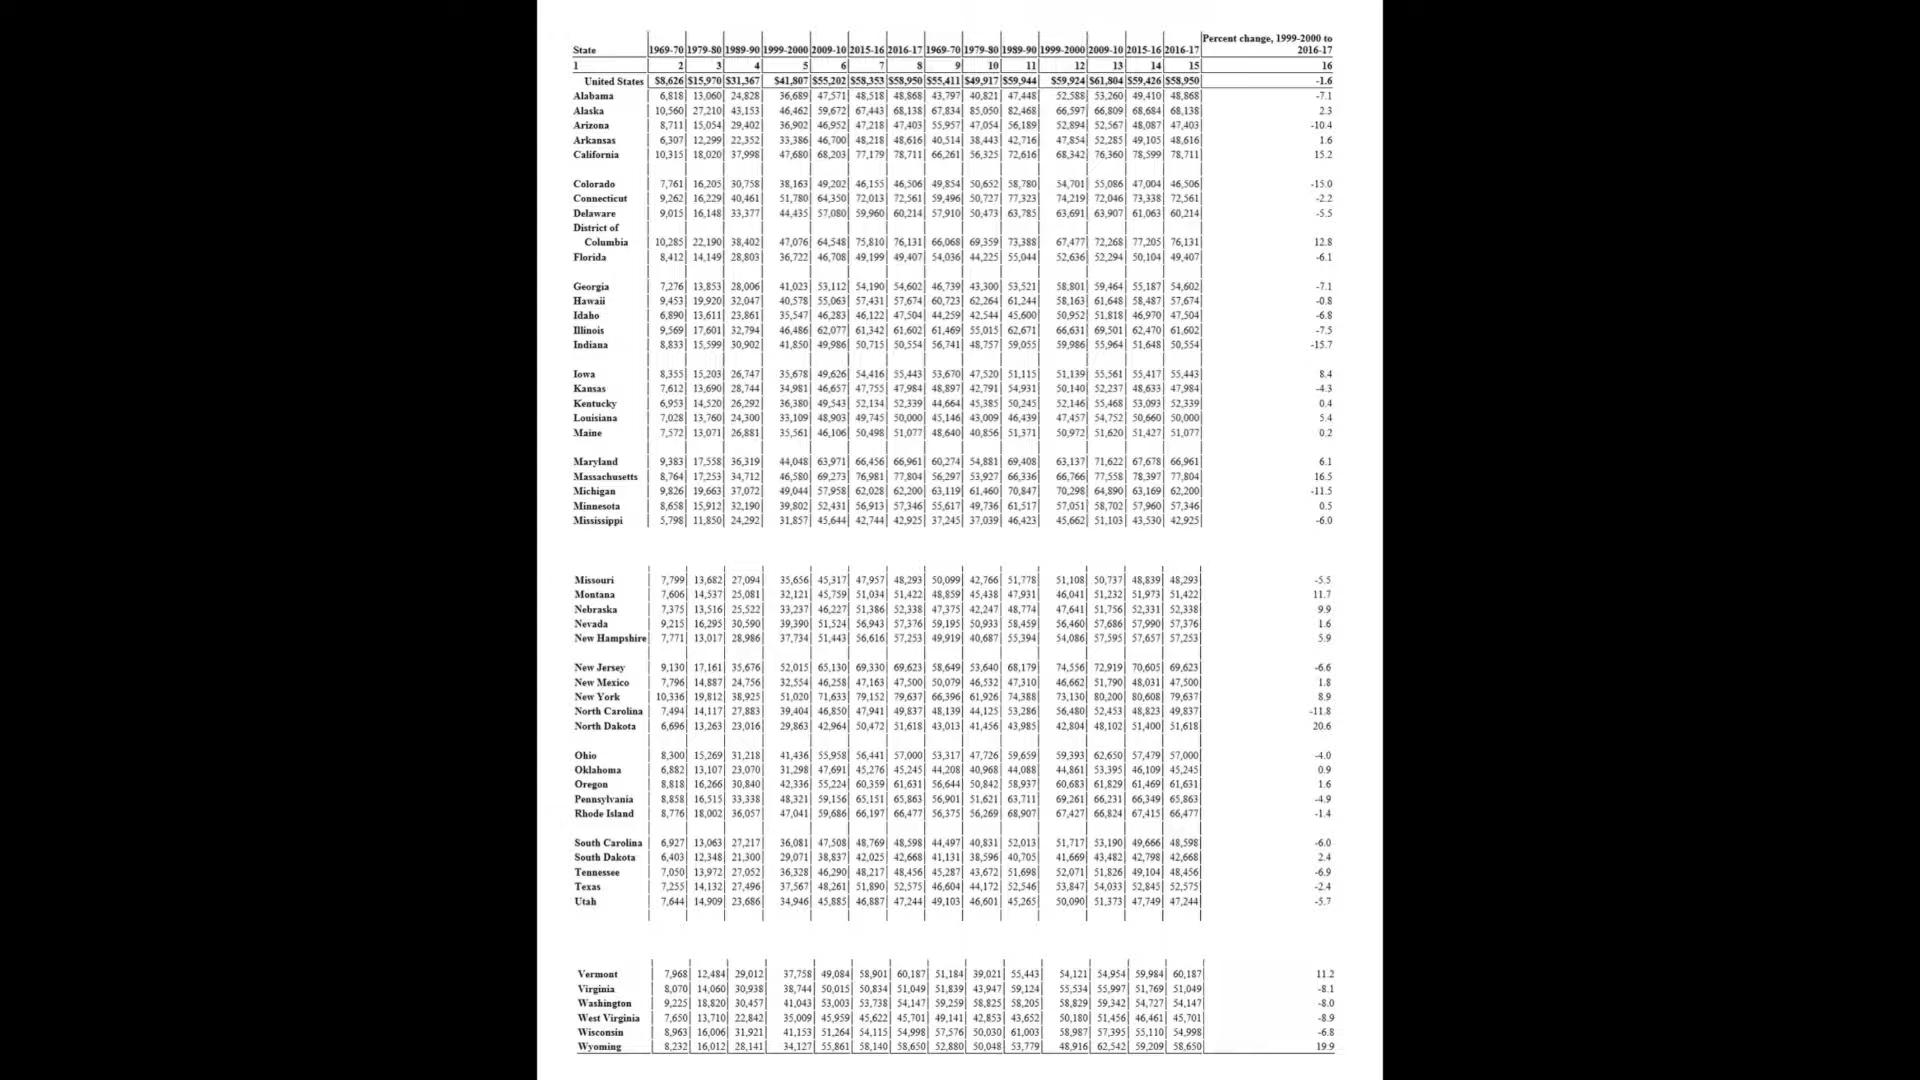 Percent change, 1999-2000 to
State 1969-70 1979-80 1989-90 1999-2000 2009-10 2015-16 2016-17 1969-70 1979-80 1989-90 1999-2000 2009-10 2015-16 2016-17 2016-17
1 2 3 4 5 6 7 8 9 10 11 12 13 14 15 16
United States $8,626 $15,970 $31,367 $41,807 $55,202 $58,353 $58,950 $55,411 $49,917 $59,944 $59,924 $61,804 $59,426 $58,950 -1.6
Alabama 6,818 13,060 24,828 36,689 47,571 48,518 48,868 43,797 40,821 47,448 52,588 53,260 49,410 48,868 -7.1
Alaska 10,560 27,210 43,153 46,462 59,672 67,443 68,138 67,834 85,050 82,468 66,597 66,809 68,684 68,138 2.3
Arizona 8,711 15,054 29,402 36,902 46,952 47,218 47,403 55,957 47,054 56,189 52,894 52,567 48,087 47,403 -10.4
Arkansas 6,307 12,299 22,352 33,386 46,700 48,218 48,616 40,514 38,443 42,716 47,854 52,285 49,105 48,616 1.6
California 10,315 18,020 37,998 47,680 68,203 77,179 78,711 66,261 56,325 72,616 68,342 76,360 78,599 78,711 15.2
Colorado 7,761 16,205 30,758 38,163 49,202 46,155 46,506 49,854 50,652 58,780 54,701 55,086 47,004 46,506 -15.0
Connecticut 9,262 16,229 40,461 51,780 64,350 72,013 72,561 59,496 50,727 77,323 74,219 72,046 73,338 72,561 -2.2
Delaware 9,015 16,148 33,377 44,435 57,080 59,960 60,214 57,910 50,473 63,785 63,691 63,907 61,063 60,214 -5.5
District of
Columbia 10,285 22,190 38,402 47,076 64,548 75,810 76,131 66,068 69,359 73,388 67,477 72,268 77,205 76,131 12.8
Florida 8,412 14,149 28,803 36,722 46,708 49,199 49,407 54,036 44,225 55,044 52,636 52,294 50,104 49,407 -6.1
Georgia 7,276 13,853 28,006 41,023 53,112 54,190 54,602 46,739 43,300 53,521 58,801 59,464 55,187 54,602 -7.1
Hawaii 9,453 19,920 32,047 40,578 55,063 57,431 57,674 60,723 62,264 61,244 58,163 61,648 58,487 57,674 -0.8
Idaho 6,890 13,611 23,861 35,547 46,283 46,122 47,504 44,259 42,544 45,600 50,952 51,818 46,970 47,504 -6.8
Illinois 9,569 17,601 32,794 46,486 62,077 61,342 61,602 61,469 55,015 62,671 66,631 69,501 62,470 61,602 -7.5
Indiana 8,833 15,599 30,902 41,850 49,986 50,715 50,554 56,741 48,757 59,055 59,986 55,964 51,648 50,554 -15.7
Iowa 8,355 15,203 26,747 35,678 49,626 54,416 55,443 53,670 47,520 51,115 51,139 55,561 55,417 55,443 8.4
Kansas 7,612 13,690 28,744 34,981 46,657 47,755 47,984 48,897 42,791 54,931 50,140 52,237 48,633 47,984 -4.3
Kentucky 6,953 14,520 26,292 36,380 49,543 52,134 52,339 44,664 45,385 50,245 52,146 55,468 53,093 52,339 0.4
Louisiana 7,028 13,760 24,300 33,109 48,903 49,745 50,000 45,146 43,009 46,439 47,457 54,752 50,660 50,000 5.4
Maine 7,572 13,071 26,881 35,561 46,106 50,498 51,077 48,640 40,856 51,371 50,972 51,620 51,427 51,077 0.2
Maryland 9,383 17,558 36,319 44,048 63,971 66,456 66,961 60,274 54,881 69,408 63,137 71,622 67,678 66,961 6.1
Massachusetts 8,764 17,253 34,712 46,580 69,273 76,981 77,804 56,297 53,927 66,336 66,766 77,558 78,397 77,804 16.5
Michigan 9,826 19,663 37,072 49,044 57,958 62,028 62,200 63,119 61,460 70,847 70,298 64,890 63,169 62,200 -11.5
Minnesota 8,658 15,912 32,190 39,802 52,431 56,913 57,346 55,617 49,736 61,517 57,051 58,702 57,960 57,346 0.5
Mississippi 5,798 11,850 24,292 31,857 45,644 42,744 42,925 37,245 37,039 46,423 45,662 51,103 43,530 42,925 -6.0
Missouri 7,799 13,682 27,094 35,656 45,317 47,957 48,293 50,099 42,766 51,778 51,108 50,737 48,839 48,293 -5.5
Montana 7,606 14,537 25,081 32,121 45,759 51,034 51,422 48,859 45,438 47,931 46,041 51,232 51,973 51,422 11.7
Nebraska 7,375 13,516 25,522 33,237 46,227 51,386 52,338 47,375 42,247 48,774 47,641 51,756 52,331 52,338 9.9
Nevada 9,215 16,295 30,590 39,390 51,524 56,943 57,376 59,195 50,933 58,459 56,460 57,686 57,990 57,376 1.6
New Hampshire 7,771 13,017 28,986 37,734 51,443 56,616 57,253 49,919 40,687 55,394 54,086 57,595 57,657 57,253 5.9
New Jersey 9,130 17,161 35,676 52,015 65,130 69,330 69,623 58,649 53,640 68,179 74,556 72,919 70,605 69,623 -6.6
New Mexico 7,796 14,887 24,756 32,554 46,258 47,163 47,500 50,079 46,532 47,310 46,662 51,790 48,031 47,500 1.8
New York 10,336 19,812 38,925 51,020 71,633 79,152 79,637 66,396 61,926 74,388 73,130 80,200 80,608 79,637 8.9
North Carolina 7,494 14,117 27,883 39,404 46,850 47,941 49,837 48,139 44,125 53,286 56,480 52,453 48,823 49,837 -11.8
North Dakota 6,696 13,263 23,016 29,863 42,964 50,472 51,618 43,013 41,456 43,985 42,804 48,102 51,400 51,618 20.6
Ohio 8,300 15,269 31,218 41,436 55,958 56,441 57,000 53,317 47,726 59,659 59,393 62,650 57,479 57,000 -4.0
Oklahoma 6,882 13,107 23,070 31,298 47,691 45,276 45,245 44,208 40,968 44,088 44,861 53,395 46,109 45,245 0.9
Oregon 8,818 16,266 30,840 42,336 55,224 60,359 61,631 56,644 50,842 58,937 60,683 61,829 61,469 61,631 1.6
Pennsylvania 8,858 16,515 33,338 48,321 59,156 65,151 65,863 56,901 51,621 63,711 69,261 66,231 66,349 65,863 -4.9
Rhode Island 8,776 18,002 36,057 47,041 59,686 66,197 66,477 56,375 56,269 68,907 67,427 66,824 67,415 66,477 -1.4
South Carolina 6,927 13,063 27,217 36,081 47,508 48,769 48,598 44,497 40,831 52,013 51,717 53,190 49,666 48,598 -6.0
South Dakota 6,403 12,348 21,300 29,071 38,837 42,025 42,668 41,131 38,596 40,705 41,669 43,482 42,798 42,668 2.4
Tennessee 7,050 13,972 27,052 36,328 46,290 48,217 48,456 45,287 43,672 51,698 52,071 51,826 49,104 48,456 -6.9
Texas 7,255 14,132 27,496 37,567 48,261 51,890 52,575 46,604 44,172 52,546 53,847 54,033 52,845 52,575 -2.4
Utah 7,644 14,909 23,686 34,946 45,885 46,887 47,244 49,103 46,601 45,265 50,090 51,373 47,749 47,244 -5.7
Vermont 7,968 12,484 29,012 37,758 49,084 58,901 60,187 51,184 39,021 55,443 54,121 54,954 59,984 60,187 11.2
Virginia 8,070 14,060 30,938 38,744 50,015 50,834 51,049 51,839 43,947 59,124 55,534 55,997 51,769 51,049 -8.1
Washington 9,225 18,820 30,457 41,043 53,003 53,738 54,147 59,259 58,825 58,205 58,829 59,342 54,727 54,147 -8.0
West Virginia 7,650 13,710 22,842 35,009 45,959 45,622 45,701 49,141 42,853 43,652 50,180 51,456 46,461 45,701 -8.9
Wisconsin 8,963 16,006 31,921 41,153 51,264 54,115 54,998 57,576 50,030 61,003 58,987 57,395 55,110 54,998 -6.8
Wyoming 8,232 16,012 28,141 34,127 55,861 58,140 58,650 52,880 50,048 53,779 48,916 62,542 59,209 58,650 19.9